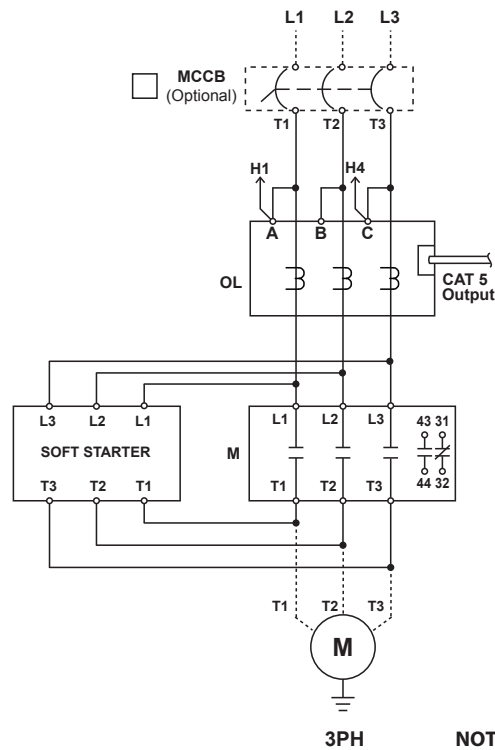 L1 L2 L3
MCCB
(Optional)
T1 T2 T3
H1 H4
A B C
OL
CAT 5
Output
L3 L2 L1
L1 L2 L3
43 31
SOFT STARTER
M
44 32
T3 T2 T1
T1 T2 T3
T1 T2 T3
M
3PH NOT